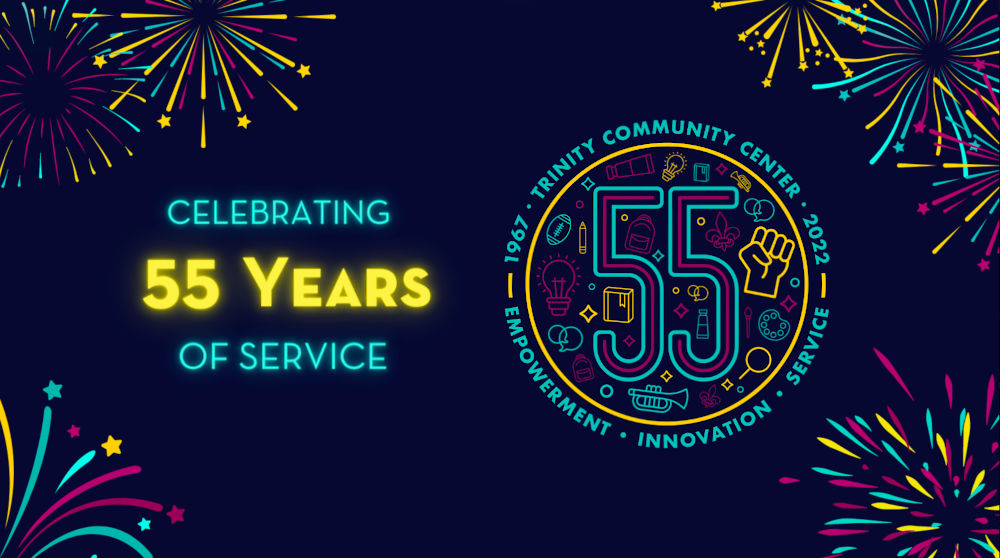 CELEBRATING
55 YEARS
OF SERVICE
1967 · TRINITY COMMUNITY CENTER · 2022
55
EMPOWERMENT · INNOVATION · SERVICE